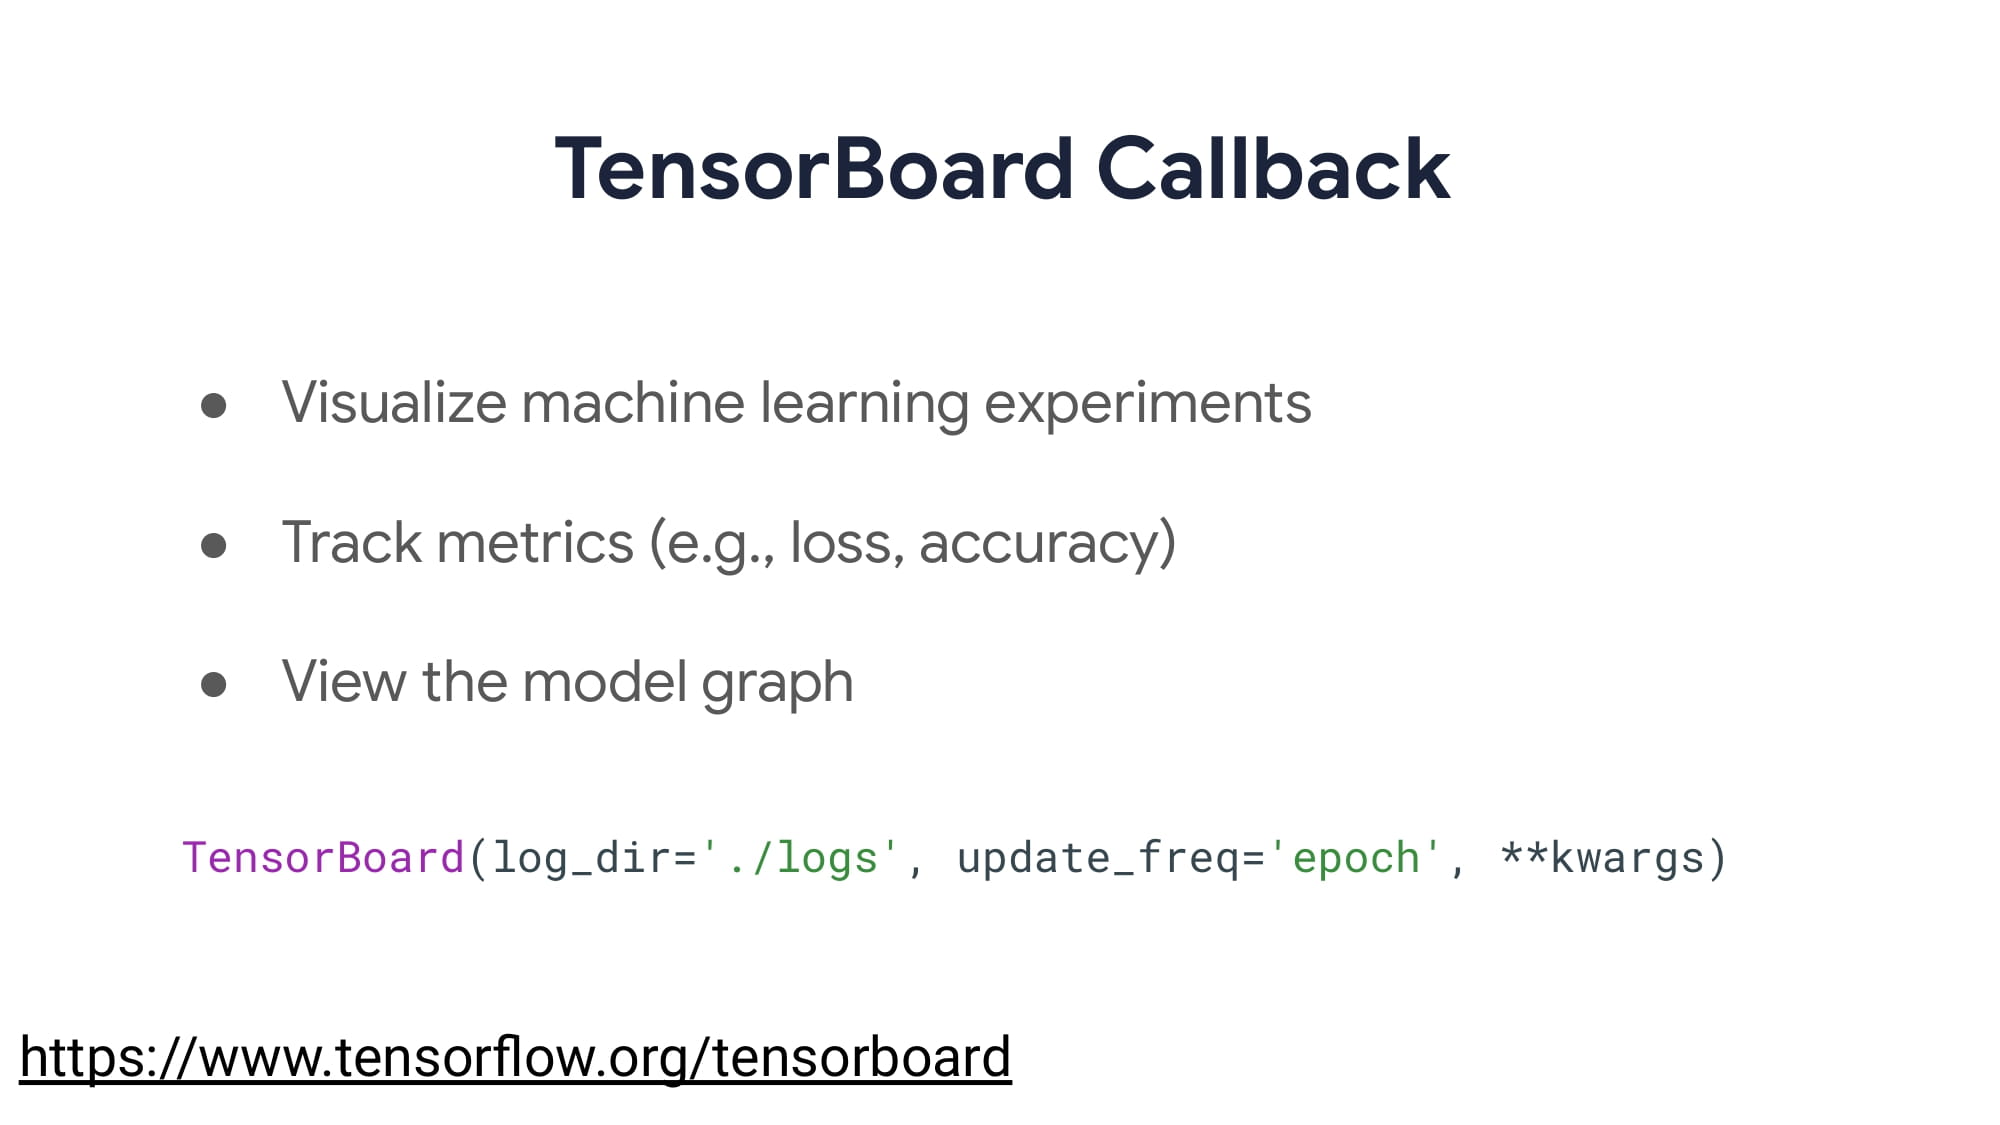 TensorBoard Callback
● Visualize machine learning experiments
● Track metrics (e.g., loss, accuracy)
● View the model graph
TensorBoard(log_dir='./logs', update_freq='epoch', **kwargs)
https://www.tensorflow.org/tensorboard